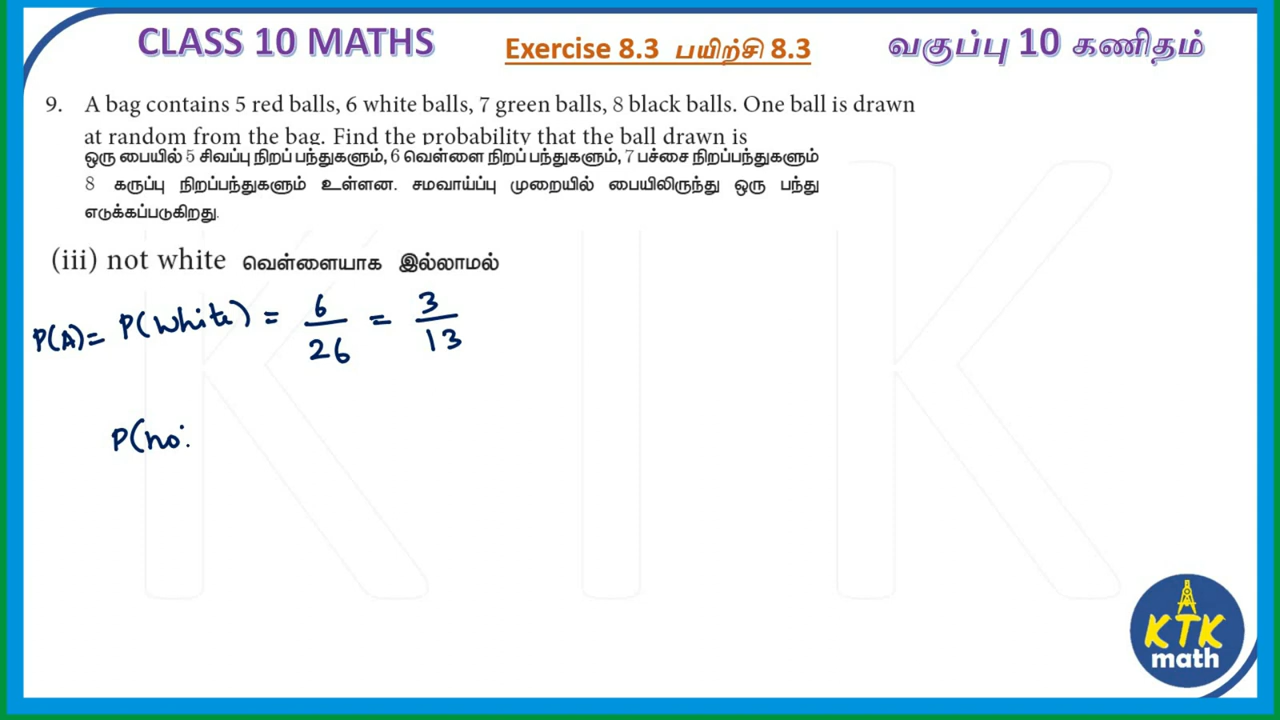 CLASS 10 MATHS Exercise 8.3 பயிற்சி 8.3 வகுப்பு 10 கணிதம்
9. A bag contains 5 red balls, 6 white balls, 7 green balls, 8 black balls. One ball is drawn
at random from the bag. Find the probability that the ball drawn is
ஒரு பையில் 5 சிவப்பு நிறப் பந்துகளும், 6 வெள்ளை நிறப் பந்துகளும், 7 பச்சை நிறப்பந்துகளும்
8 கருப்பு நிறப்பந்துகளும் உள்ளன. சமவாய்ப்பு முறையில் பையிலிருந்து ஒரு பந்து
எடுக்கப்படுகிறது.
(iii) not white வெள்ளையாக இல்லாமல்
P(A) = P(White) = 6/26 = 3/13
P(no
KTK
math